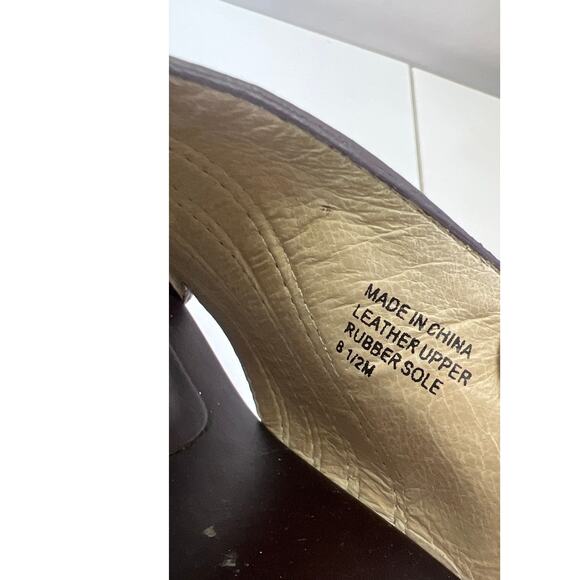 MADE IN CHINA
LEATHER UPPER
RUBBER SOLE
8 1/2M